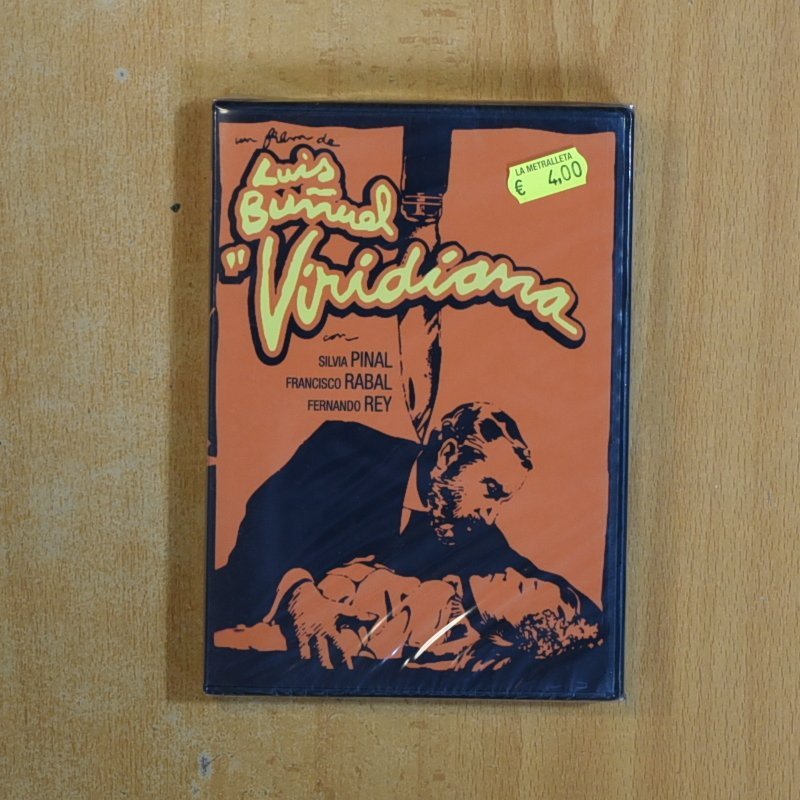 un film de
Luis
Buñuel
"Viridiana
con
SILVIA PINAL
FRANCISCO RABAL
FERNANDO REY
LA METRALLETA
€ 4,00